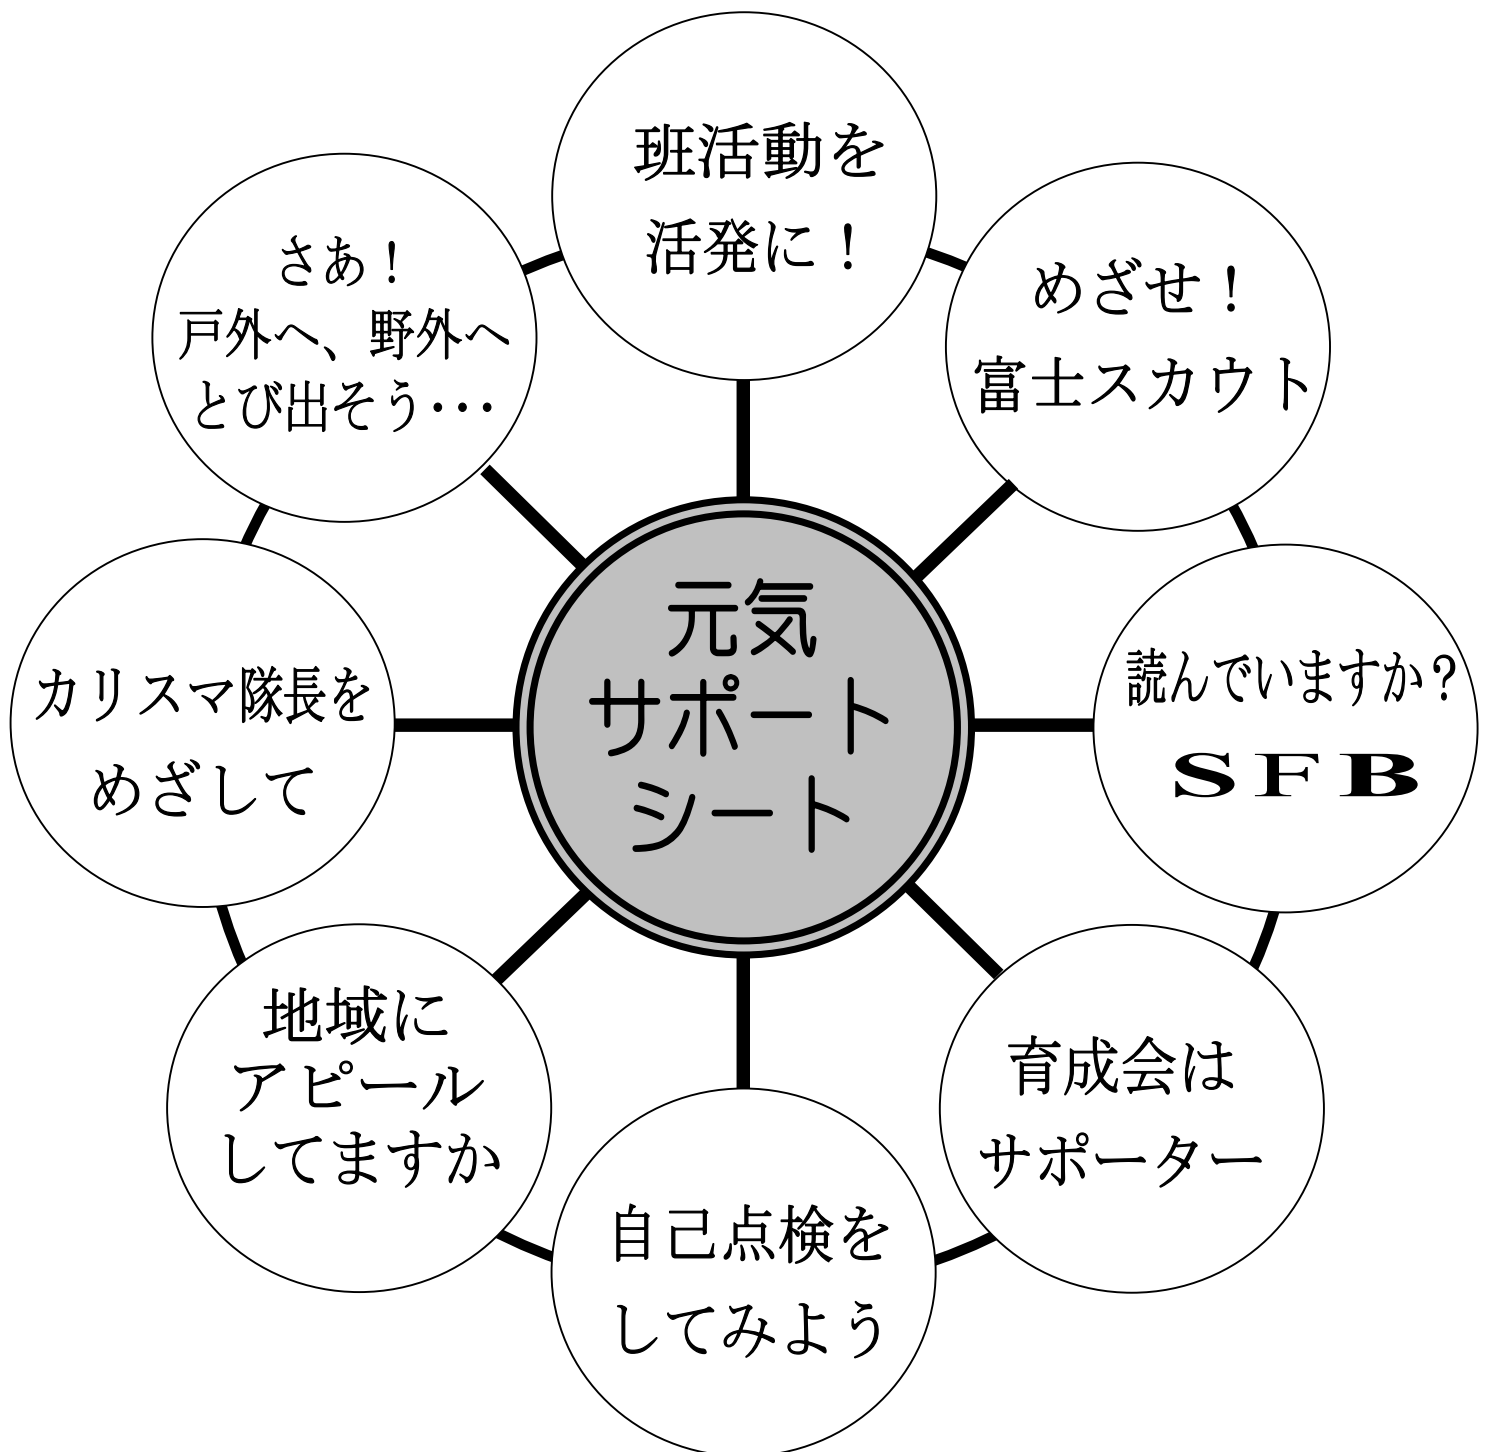 班活動を
活発に！
めざせ！
富士スカウト
読んでいますか？
ＳＦＢ
育成会は
サポーター
自己点検を
してみよう
地域に
アピール
してますか
カリスマ隊長を
めざして
さあ！
戸外へ、野外へ
とび出そう･･･
元気
サポート
シート